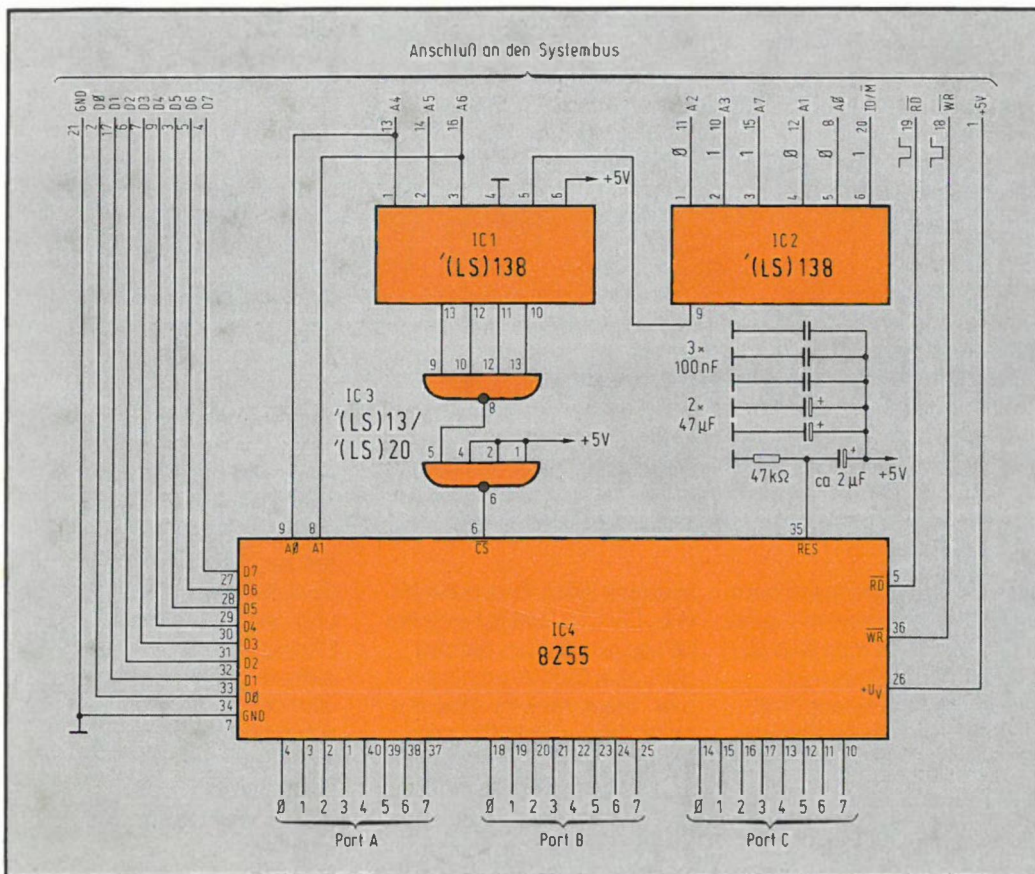 Anschluß an den Systembus
GND DØ D1 D2 D3 D4 D5 D6 D7
21 2 17 6 7 9 3 5 4
A4 A5 A6
13 14 16
A2 A3 A7 A1 AØ IO/M̅ R̅D̅ W̅R̅ +5V
11 10 15 12 8 20 19 18 1
Ø 1 1 Ø Ø 1
1 2 3 4 5 6 +5V
1 2 3 4 5 6
IC1
'(LS)138
IC2
'(LS)138
13 12 11 10
9
9 10 12 13
8
IC3
'(LS)13/
'(LS)20
5 4 2 1
+5V
6
3×
100nF
2×
47µF
+
+
+
47kΩ
ca 2µF
+5V
9 8 6 35
AØ A1 C̅S̅ RES
27 D7
28 D6
29 D5
30 D4
31 D3
32 D2
33 D1
34 DØ
7 GND
IC4
8255
R̅D̅ 5
W̅R̅ 36
+UV 26
4 3 2 1 40 39 38 37
18 19 20 21 22 23 24 25
14 15 16 17 13 12 11 10
Ø 1 2 3 4 5 6 7
Ø 1 2 3 4 5 6 7
Ø 1 2 3 4 5 6 7
Port A
Port B
Port C